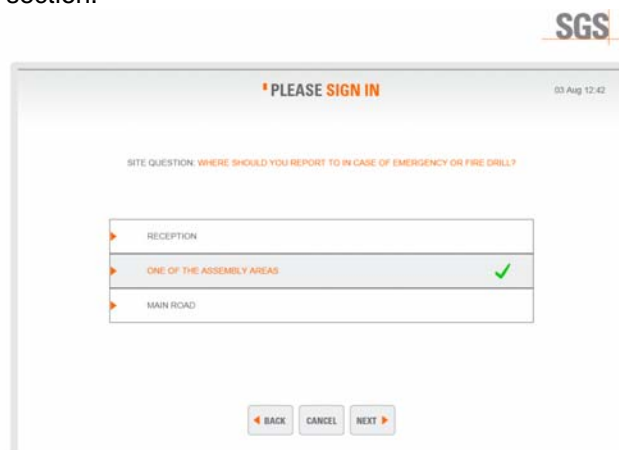 section.
SGS
PLEASE SIGN IN
03 Aug 12:42
SITE QUESTION: WHERE SHOULD YOU REPORT TO IN CASE OF EMERGENCY OR FIRE DRILL?
RECEPTION
ONE OF THE ASSEMBLY AREAS
MAIN ROAD
BACK
CANCEL
NEXT